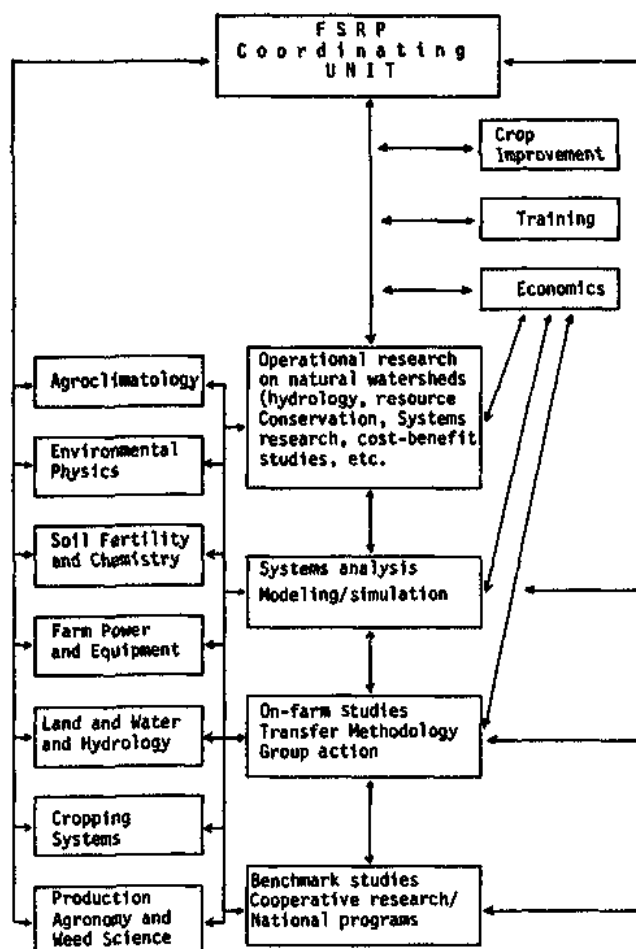 F S R P
C o o r d i n a t i n g
U N I T
Crop
Improvement
Training
Economics
Operational research
on natural watersheds
(hydrology, resource
Conservation, Systems
research, cost-benefit
studies, etc.
Agroclimatology
Environmental
Physics
Soil Fertility
and Chemistry
Systems analysis
Modeling/simulation
Farm Power
and Equipment
Land and Water
and Hydrology
On-farm studies
Transfer Methodology
Group action
Cropping
Systems
Production
Agronomy and
Weed Science
Benchmark studies
Cooperative research/
National programs